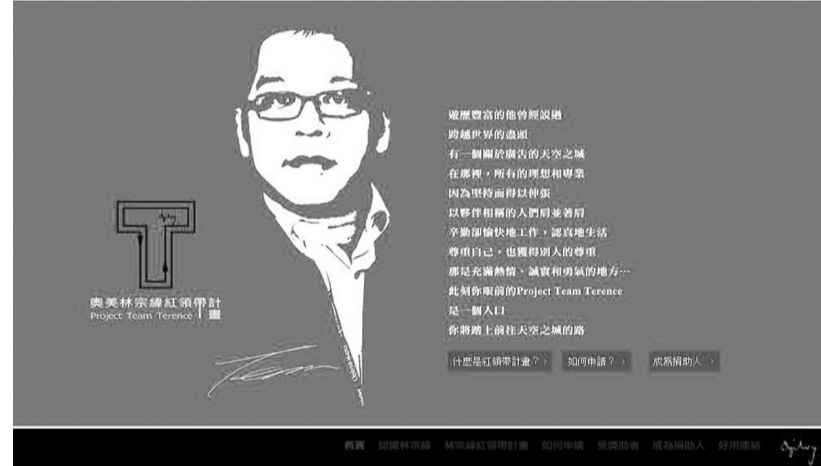 遊歷豐富的他曾經說過
跨越世界的盡頭
有一個關於廣告的天空之城
在那裡，所有的理想和專業
因為堅持而得以伸張
以夥伴相稱的人們肩並著肩
辛勤卻愉快地工作，認真地生活
尊重自己，也獲得別人的尊重
那是充滿熱情、誠實和勇氣的地方…
此刻你眼前的Project Team Terence
是一個入口
你將踏上前往天空之城的路
Ogilvy
奧美林宗緯紅領帶計畫
Project Team Terence
什麼是紅領帶計畫？ >
如何申請？ >
成為捐助人 >
首頁 認識林宗緯 林宗緯紅領帶計畫 如何申請 受獎助者 成為捐助人 好用連結 Ogilvy